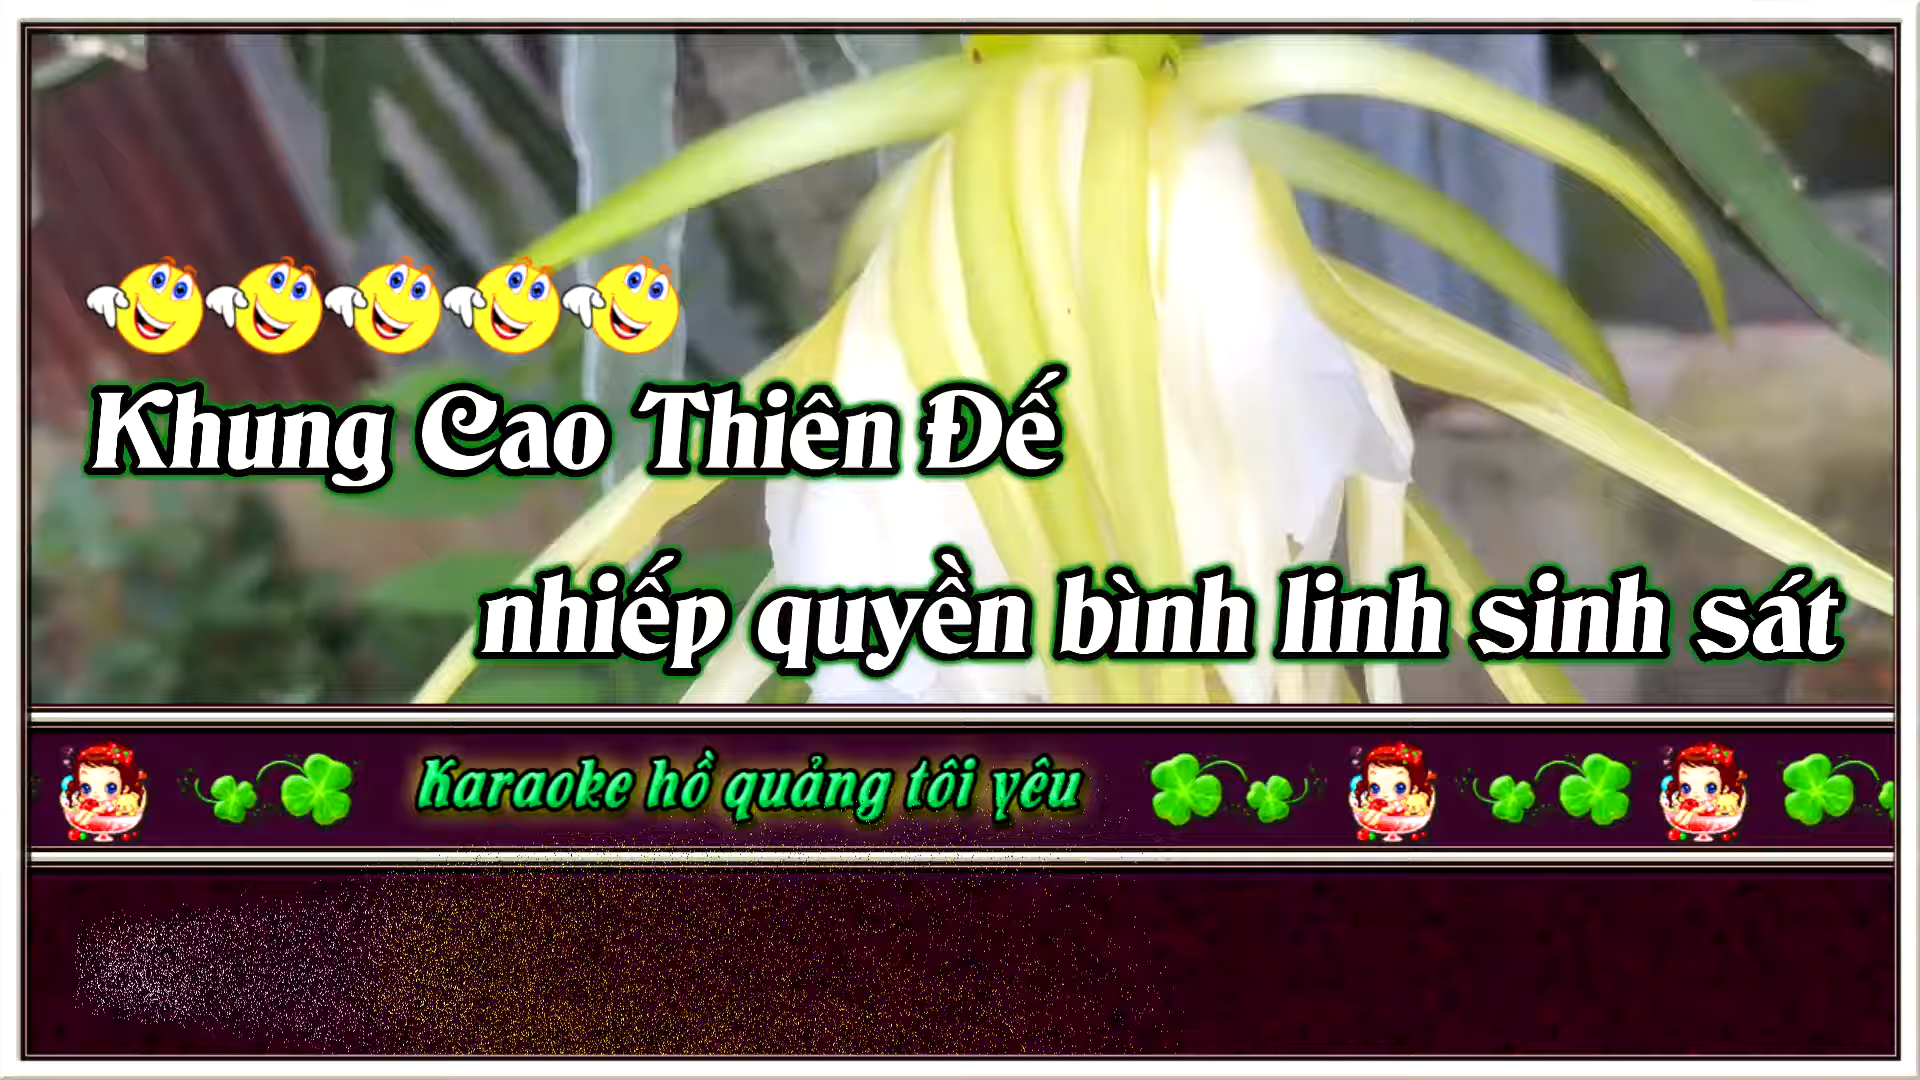 Khung Cao Thiên Đế
nhiếp quyền bình linh sinh sát
Karaoke hồ quảng tôi yêu